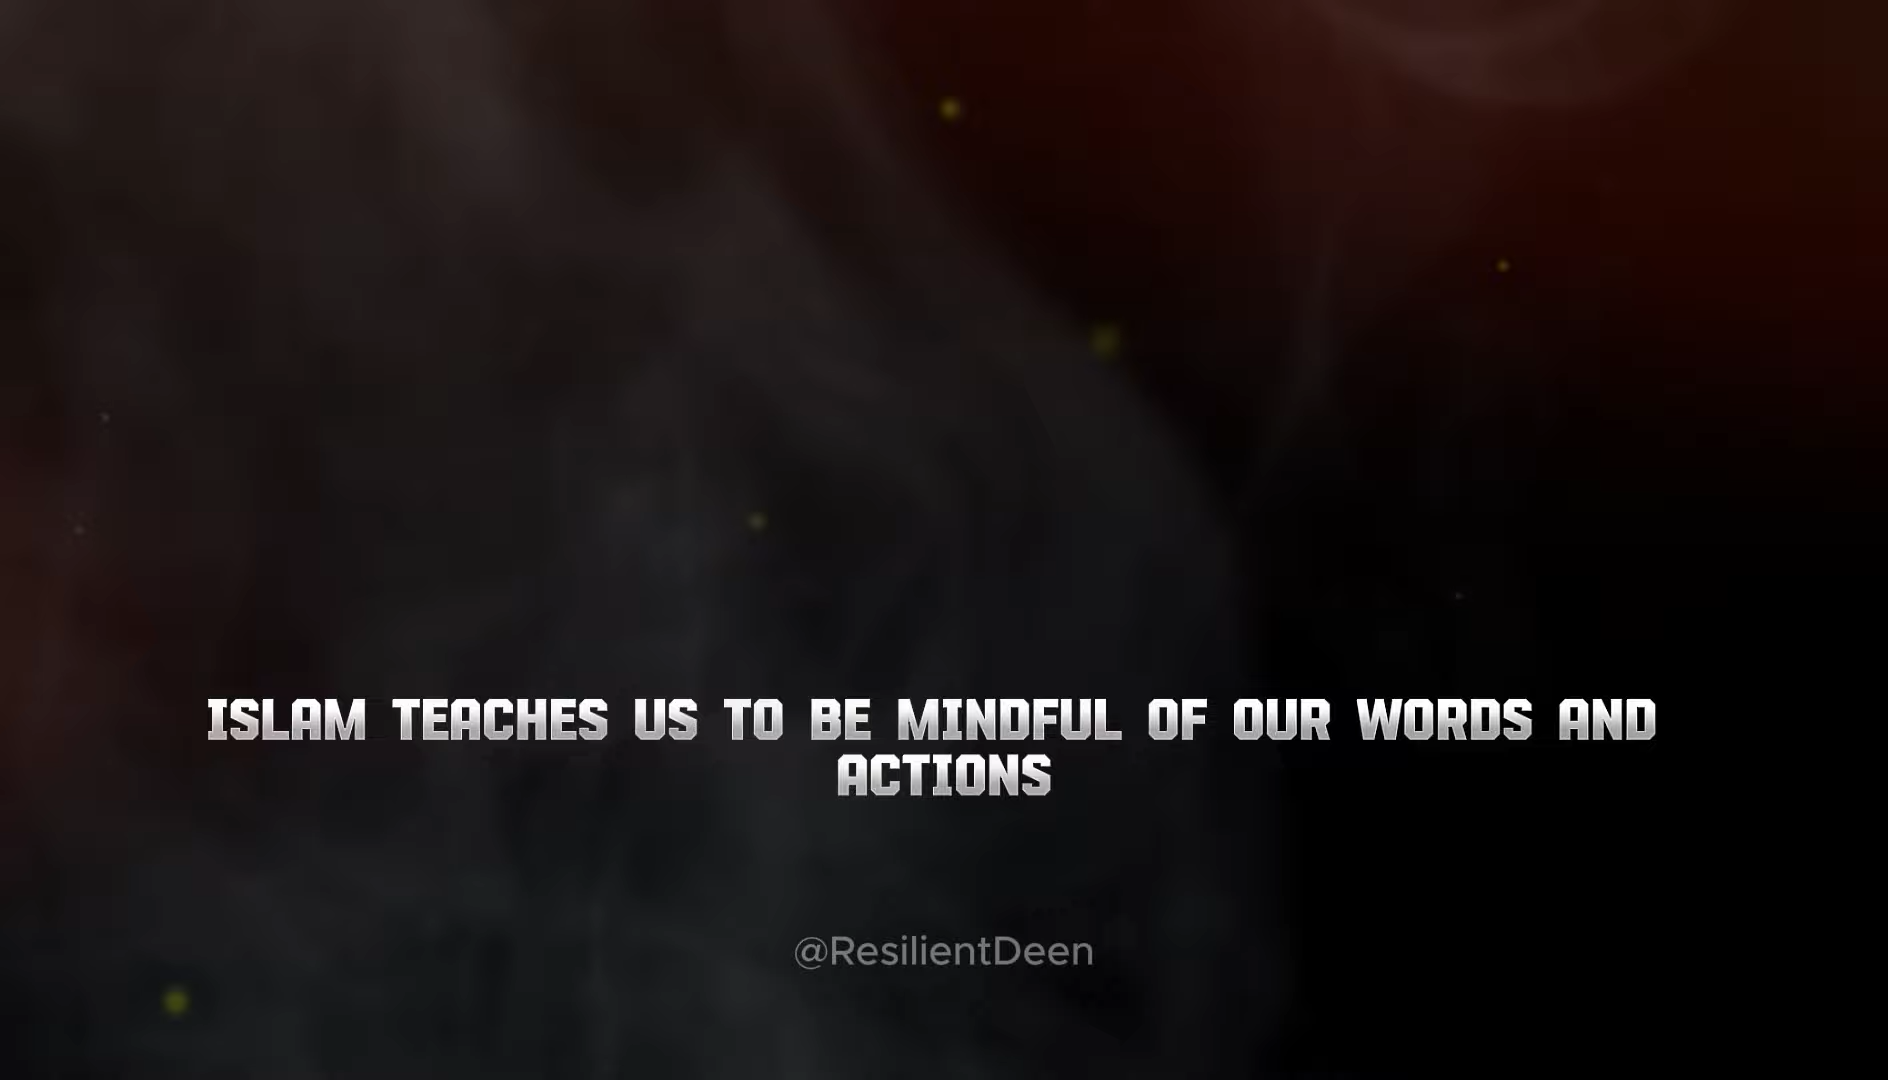 ISLAM TEACHES US TO BE MINDFUL OF OUR WORDS AND
ACTIONS
@ResilientDeen